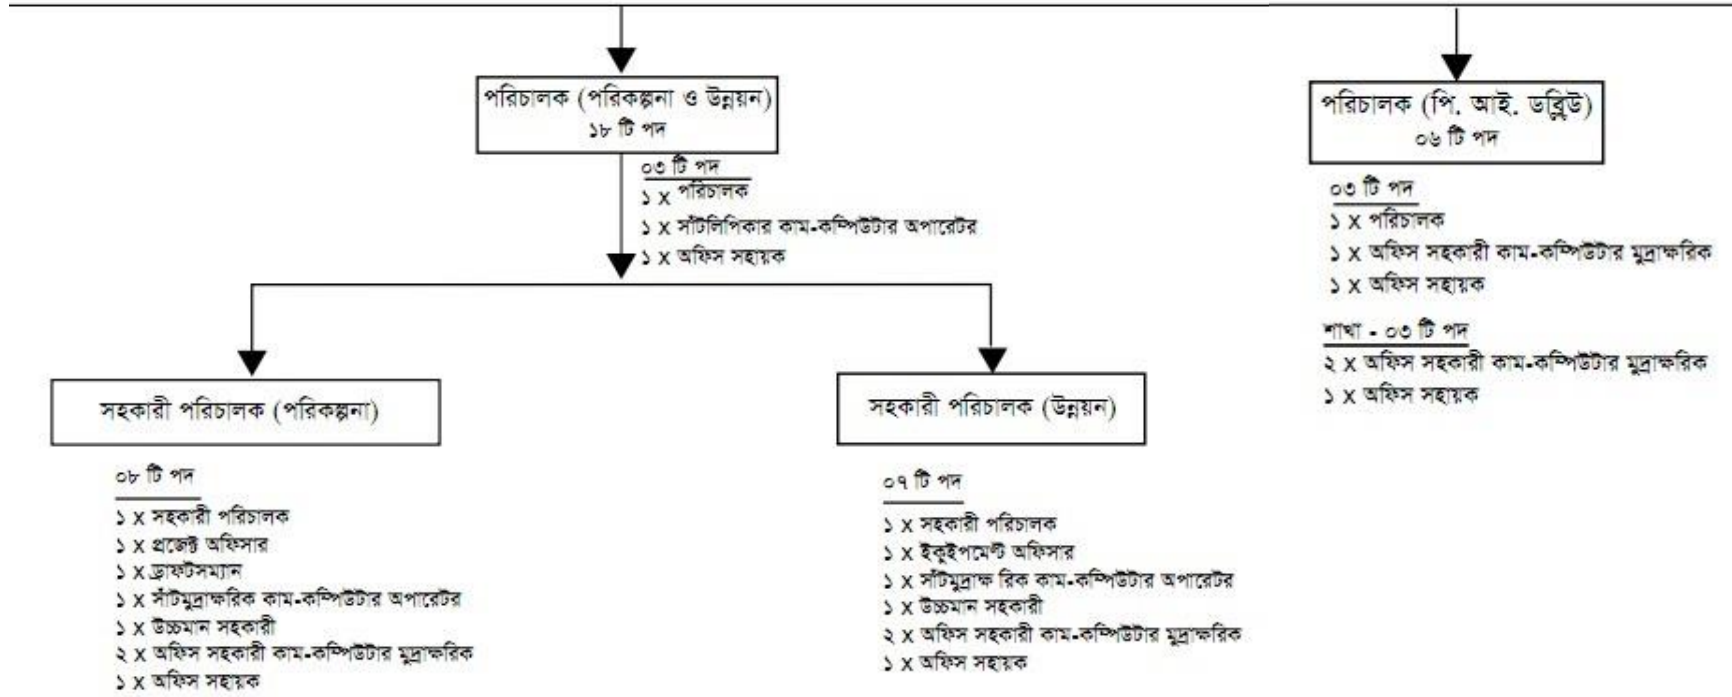 পরিচালক (পরিকল্পনা ও উন্নয়ন)
১৮ টি পদ
০৩ টি পদ
১ X পরিচালক
১ X সাঁটলিপিকার কাম-কম্পিউটার অপারেটর
১ X অফিস সহায়ক
সহকারী পরিচালক (পরিকল্পনা)
০৮ টি পদ
১ X সহকারী পরিচালক
১ X প্রজেক্ট অফিসার
১ X ড্রাফটসম্যান
১ X সাঁটমুদ্রাক্ষরিক কাম-কম্পিউটার অপারেটর
১ X উচ্চমান সহকারী
২ X অফিস সহকারী কাম-কম্পিউটার মুদ্রাক্ষরিক
১ X অফিস সহায়ক
সহকারী পরিচালক (উন্নয়ন)
০৭ টি পদ
১ X সহকারী পরিচালক
১ X ইকুইপমেন্ট অফিসার
১ X সাঁটমুদ্রাক্ষ রিক কাম-কম্পিউটার অপারেটর
১ X উচ্চমান সহকারী
২ X অফিস সহকারী কাম-কম্পিউটার মুদ্রাক্ষরিক
১ X অফিস সহায়ক
পরিচালক (পি. আই. ডব্লিউ)
০৬ টি পদ
০৩ টি পদ
১ X পরিচালক
১ X অফিস সহকারী কাম-কম্পিউটার মুদ্রাক্ষরিক
১ X অফিস সহায়ক
শাখা - ০৩ টি পদ
২ X অফিস সহকারী কাম-কম্পিউটার মুদ্রাক্ষরিক
১ X অফিস সহায়ক